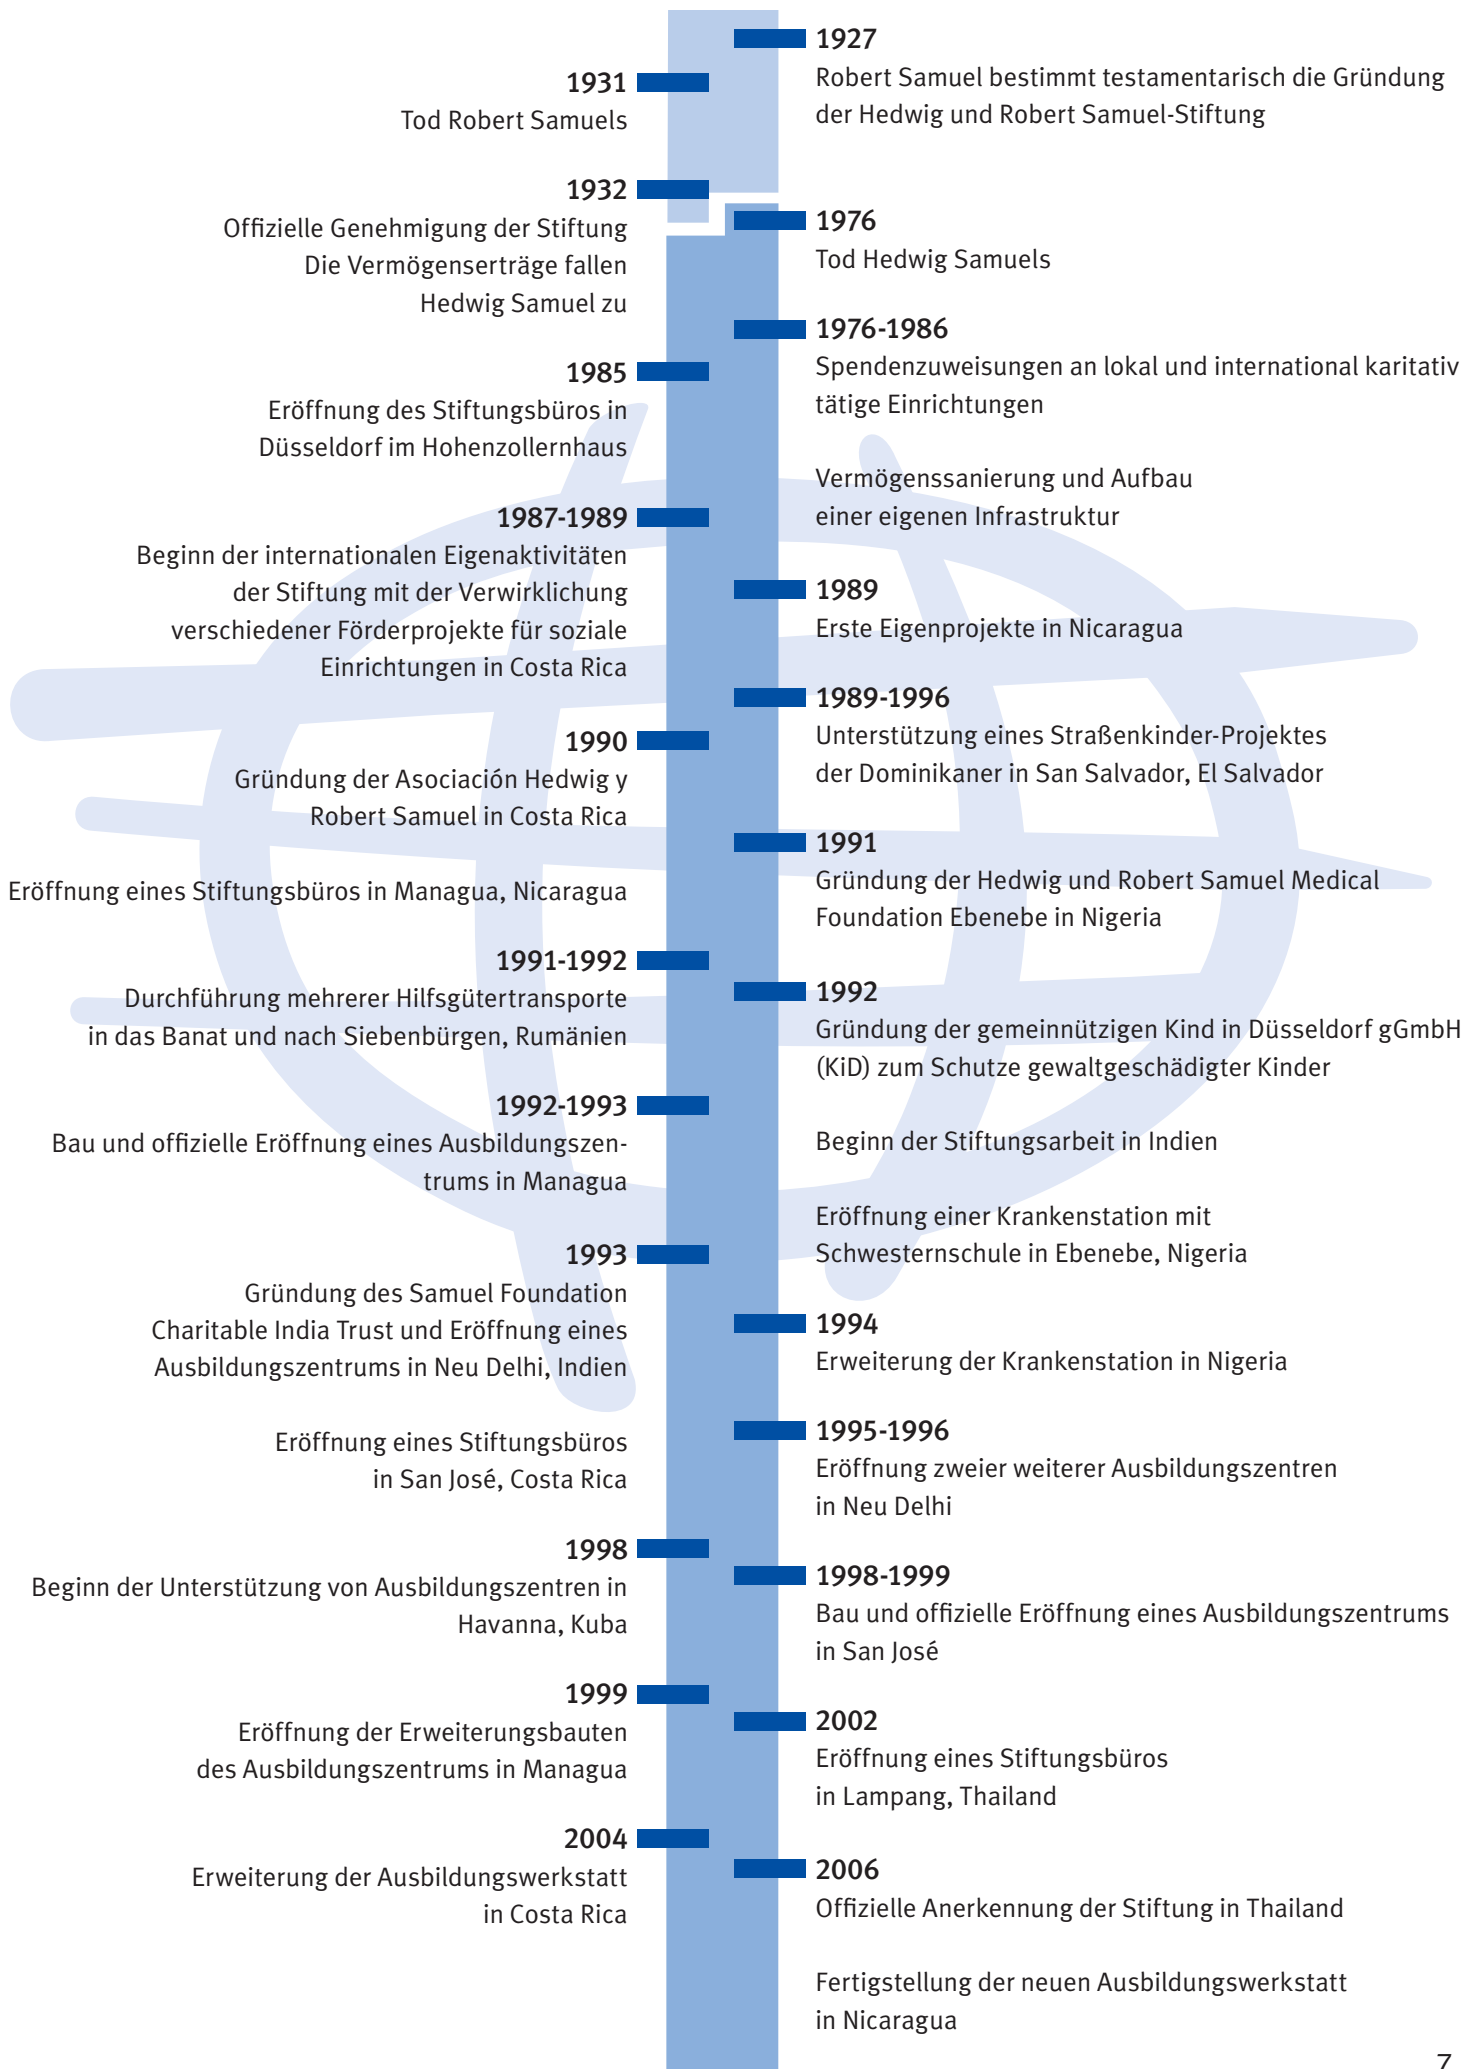 1927
Robert Samuel bestimmt testamentarisch die Gründung
der Hedwig und Robert Samuel-Stiftung
1931
Tod Robert Samuels
1932
Offizielle Genehmigung der Stiftung
Die Vermögenserträge fallen
Hedwig Samuel zu
1976
Tod Hedwig Samuels
1976-1986
Spendenzuweisungen an lokal und international karitativ
tätige Einrichtungen
Vermögenssanierung und Aufbau
einer eigenen Infrastruktur
1985
Eröffnung des Stiftungsbüros in
Düsseldorf im Hohenzollernhaus
1987-1989
Beginn der internationalen Eigenaktivitäten
der Stiftung mit der Verwirklichung
verschiedener Förderprojekte für soziale
Einrichtungen in Costa Rica
1989
Erste Eigenprojekte in Nicaragua
1989-1996
Unterstützung eines Straßenkinder-Projektes
der Dominikaner in San Salvador, El Salvador
1990
Gründung der Asociación Hedwig y
Robert Samuel in Costa Rica
Eröffnung eines Stiftungsbüros in Managua, Nicaragua
1991
Gründung der Hedwig und Robert Samuel Medical
Foundation Ebenebe in Nigeria
1991-1992
Durchführung mehrerer Hilfsgütertransporte
in das Banat und nach Siebenbürgen, Rumänien
1992
Gründung der gemeinnützigen Kind in Düsseldorf gGmbH
(KiD) zum Schutze gewaltgeschädigter Kinder
Beginn der Stiftungsarbeit in Indien
Eröffnung einer Krankenstation mit
Schwesternschule in Ebenebe, Nigeria
1992-1993
Bau und offizielle Eröffnung eines Ausbildungszen-
trums in Managua
1993
Gründung des Samuel Foundation
Charitable India Trust und Eröffnung eines
Ausbildungszentrums in Neu Delhi, Indien
Eröffnung eines Stiftungsbüros
in San José, Costa Rica
1994
Erweiterung der Krankenstation in Nigeria
1995-1996
Eröffnung zweier weiterer Ausbildungszentren
in Neu Delhi
1998
Beginn der Unterstützung von Ausbildungszentren in
Havanna, Kuba
1998-1999
Bau und offizielle Eröffnung eines Ausbildungszentrums
in San José
1999
Eröffnung der Erweiterungsbauten
des Ausbildungszentrums in Managua
2002
Eröffnung eines Stiftungsbüros
in Lampang, Thailand
2004
Erweiterung der Ausbildungswerkstatt
in Costa Rica
2006
Offizielle Anerkennung der Stiftung in Thailand
Fertigstellung der neuen Ausbildungswerkstatt
in Nicaragua
7